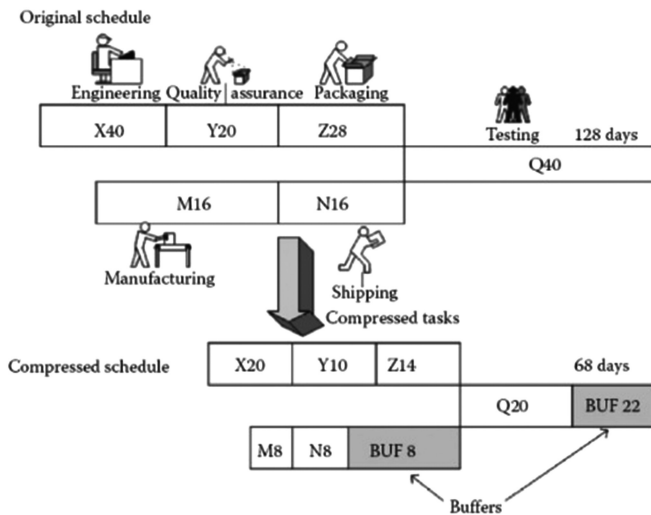 Original schedule
Engineering Quality assurance Packaging
X40 Y20 Z28
Testing 128 days
Q40
M16 N16
Manufacturing
Shipping
Compressed tasks
Compressed schedule
X20 Y10 Z14
68 days
Q20 BUF 22
M8 N8 BUF 8
Buffers